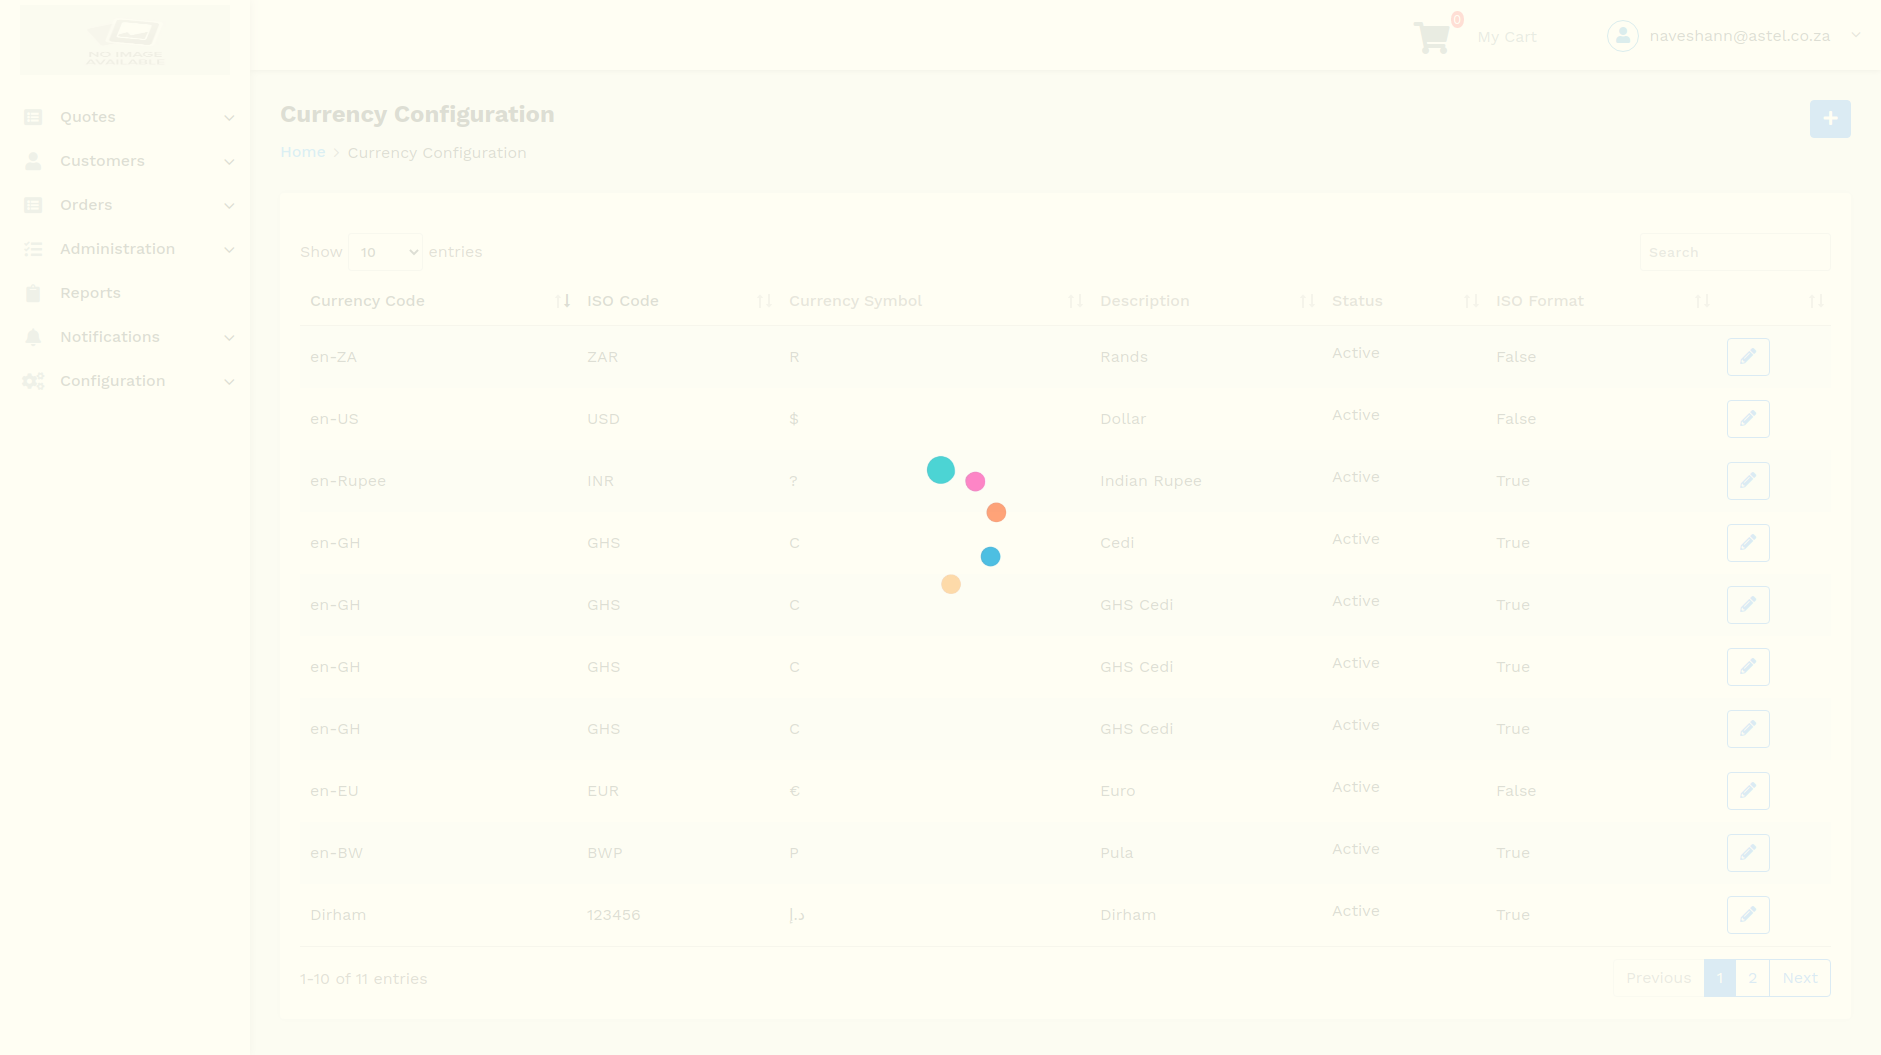 NO IMAGE
AVAILABLE
0
My Cart
naveshann@astel.co.za
Quotes
Customers
Orders
Administration
Reports
Notifications
Configuration
Currency Configuration
Home > Currency Configuration
Show 10 entries
Search
Currency Code ISO Code Currency Symbol Description Status ISO Format
en-ZA ZAR R Rands Active False
en-US USD $ Dollar Active False
en-Rupee INR ? Indian Rupee Active True
en-GH GHS C Cedi Active True
en-GH GHS C GHS Cedi Active True
en-GH GHS C GHS Cedi Active True
en-GH GHS C GHS Cedi Active True
en-EU EUR € Euro Active False
en-BW BWP P Pula Active True
Dirham 123456 د.إ Dirham Active True
1-10 of 11 entries
Previous 1 2 Next